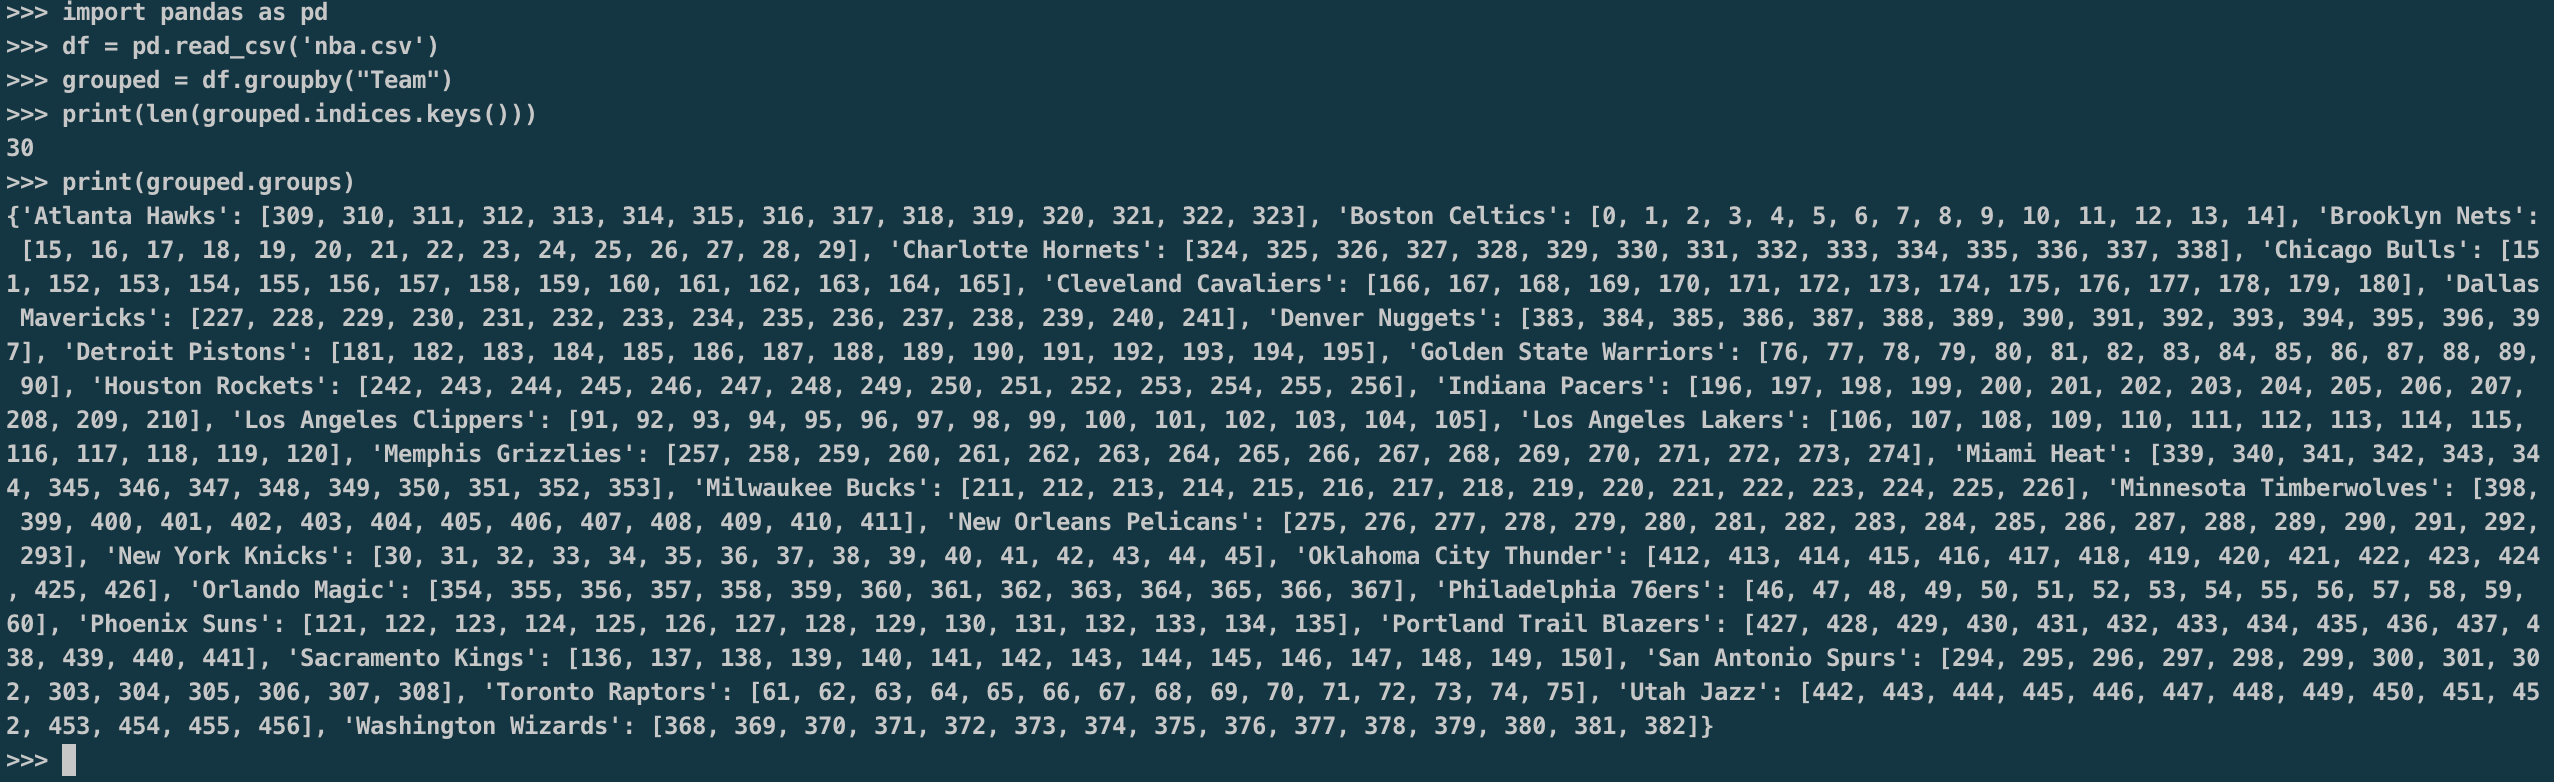 >>> import pandas as pd
>>> df = pd.read_csv('nba.csv')
>>> grouped = df.groupby("Team")
>>> print(len(grouped.indices.keys()))
30
>>> print(grouped.groups)
{'Atlanta Hawks': [309, 310, 311, 312, 313, 314, 315, 316, 317, 318, 319, 320, 321, 322, 323], 'Boston Celtics': [0, 1, 2, 3, 4, 5, 6, 7, 8, 9, 10, 11, 12, 13, 14], 'Brooklyn Nets':
 [15, 16, 17, 18, 19, 20, 21, 22, 23, 24, 25, 26, 27, 28, 29], 'Charlotte Hornets': [324, 325, 326, 327, 328, 329, 330, 331, 332, 333, 334, 335, 336, 337, 338], 'Chicago Bulls': [15
1, 152, 153, 154, 155, 156, 157, 158, 159, 160, 161, 162, 163, 164, 165], 'Cleveland Cavaliers': [166, 167, 168, 169, 170, 171, 172, 173, 174, 175, 176, 177, 178, 179, 180], 'Dallas
 Mavericks': [227, 228, 229, 230, 231, 232, 233, 234, 235, 236, 237, 238, 239, 240, 241], 'Denver Nuggets': [383, 384, 385, 386, 387, 388, 389, 390, 391, 392, 393, 394, 395, 396, 39
7], 'Detroit Pistons': [181, 182, 183, 184, 185, 186, 187, 188, 189, 190, 191, 192, 193, 194, 195], 'Golden State Warriors': [76, 77, 78, 79, 80, 81, 82, 83, 84, 85, 86, 87, 88, 89,
 90], 'Houston Rockets': [242, 243, 244, 245, 246, 247, 248, 249, 250, 251, 252, 253, 254, 255, 256], 'Indiana Pacers': [196, 197, 198, 199, 200, 201, 202, 203, 204, 205, 206, 207,
208, 209, 210], 'Los Angeles Clippers': [91, 92, 93, 94, 95, 96, 97, 98, 99, 100, 101, 102, 103, 104, 105], 'Los Angeles Lakers': [106, 107, 108, 109, 110, 111, 112, 113, 114, 115,
116, 117, 118, 119, 120], 'Memphis Grizzlies': [257, 258, 259, 260, 261, 262, 263, 264, 265, 266, 267, 268, 269, 270, 271, 272, 273, 274], 'Miami Heat': [339, 340, 341, 342, 343, 34
4, 345, 346, 347, 348, 349, 350, 351, 352, 353], 'Milwaukee Bucks': [211, 212, 213, 214, 215, 216, 217, 218, 219, 220, 221, 222, 223, 224, 225, 226], 'Minnesota Timberwolves': [398,
 399, 400, 401, 402, 403, 404, 405, 406, 407, 408, 409, 410, 411], 'New Orleans Pelicans': [275, 276, 277, 278, 279, 280, 281, 282, 283, 284, 285, 286, 287, 288, 289, 290, 291, 292,
 293], 'New York Knicks': [30, 31, 32, 33, 34, 35, 36, 37, 38, 39, 40, 41, 42, 43, 44, 45], 'Oklahoma City Thunder': [412, 413, 414, 415, 416, 417, 418, 419, 420, 421, 422, 423, 424
, 425, 426], 'Orlando Magic': [354, 355, 356, 357, 358, 359, 360, 361, 362, 363, 364, 365, 366, 367], 'Philadelphia 76ers': [46, 47, 48, 49, 50, 51, 52, 53, 54, 55, 56, 57, 58, 59,
60], 'Phoenix Suns': [121, 122, 123, 124, 125, 126, 127, 128, 129, 130, 131, 132, 133, 134, 135], 'Portland Trail Blazers': [427, 428, 429, 430, 431, 432, 433, 434, 435, 436, 437, 4
38, 439, 440, 441], 'Sacramento Kings': [136, 137, 138, 139, 140, 141, 142, 143, 144, 145, 146, 147, 148, 149, 150], 'San Antonio Spurs': [294, 295, 296, 297, 298, 299, 300, 301, 30
2, 303, 304, 305, 306, 307, 308], 'Toronto Raptors': [61, 62, 63, 64, 65, 66, 67, 68, 69, 70, 71, 72, 73, 74, 75], 'Utah Jazz': [442, 443, 444, 445, 446, 447, 448, 449, 450, 451, 45
2, 453, 454, 455, 456], 'Washington Wizards': [368, 369, 370, 371, 372, 373, 374, 375, 376, 377, 378, 379, 380, 381, 382]}
>>>